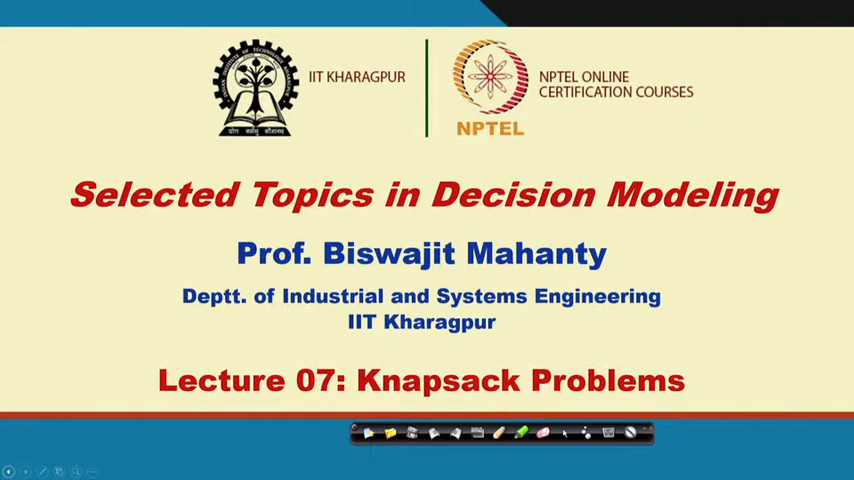 IIT KHARAGPUR
NPTEL ONLINE
CERTIFICATION COURSES
NPTEL
Selected Topics in Decision Modeling
Prof. Biswajit Mahanty
Deptt. of Industrial and Systems Engineering
IIT Kharagpur
Lecture 07: Knapsack Problems